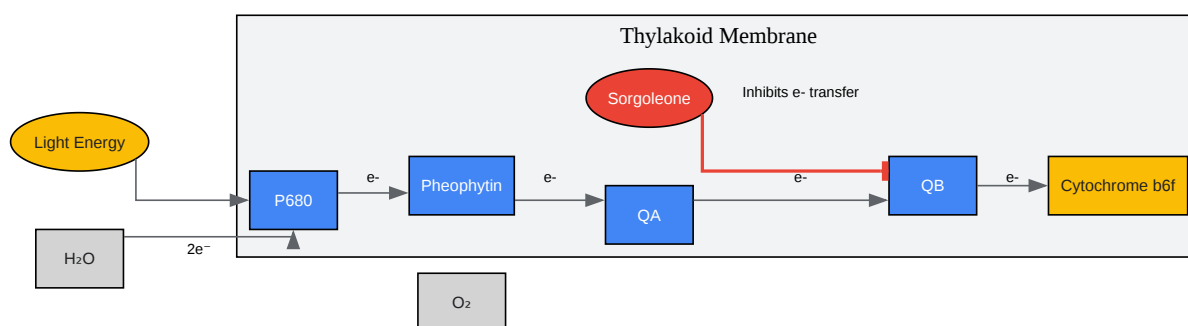 Thylakoid Membrane
Sorgoleone
Inhibits e- transfer
Light Energy
P680
e-
Pheophytin
e-
QA
e-
QB
e-
Cytochrome b6f
H₂O
2e⁻
O₂